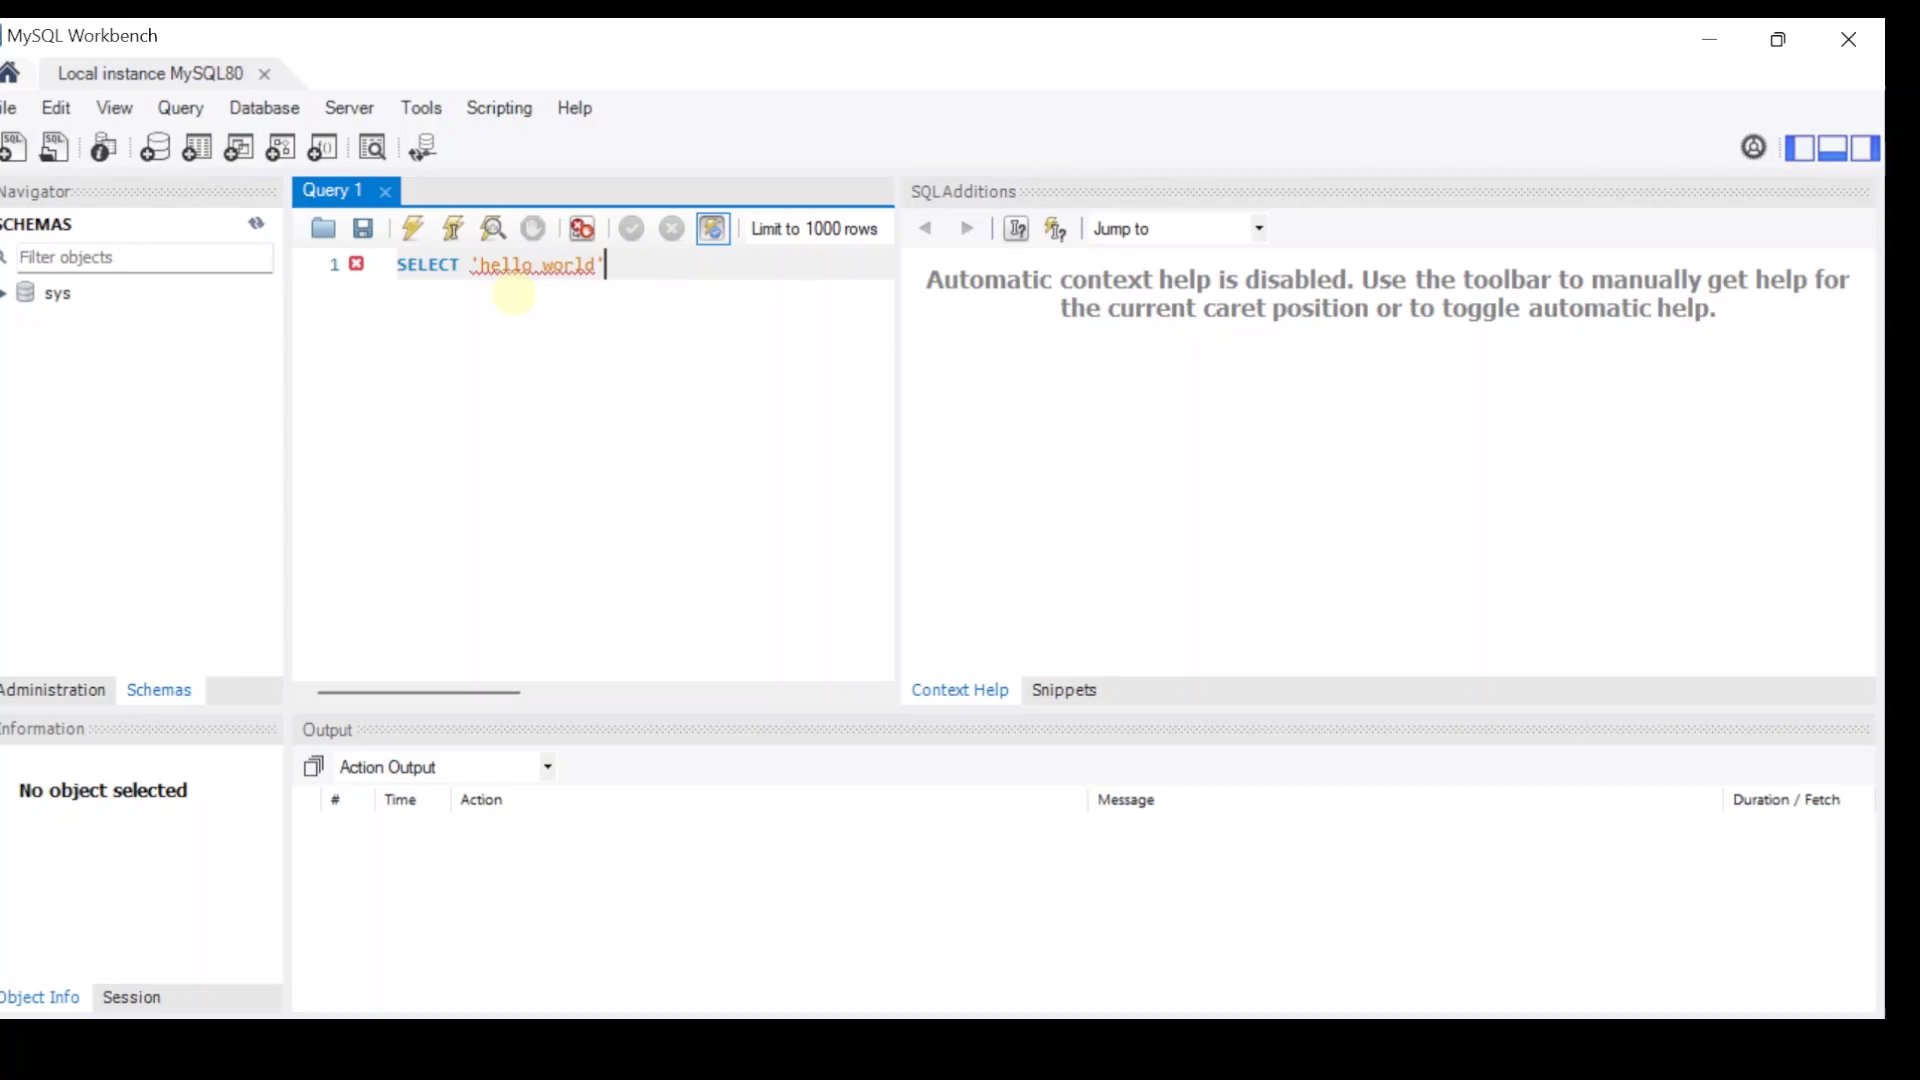 MySQL Workbench
Local instance MySQL80
ile Edit View Query Database Server Tools Scripting Help
Navigator
Query 1
SQLAdditions
SCHEMAS
Limit to 1000 rows
Jump to
Filter objects
1 SELECT 'hello world'
sys
Automatic context help is disabled. Use the toolbar to manually get help for
the current caret position or to toggle automatic help.
Administration Schemas
Context Help Snippets
Information
Output
Action Output
No object selected
# Time Action Message Duration / Fetch
Object Info Session